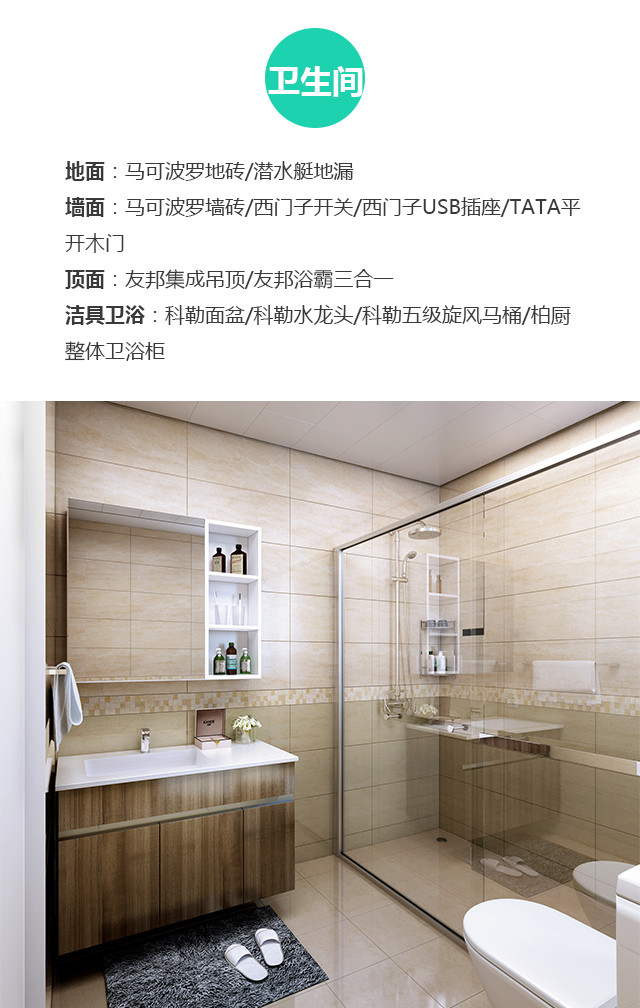 卫生间
地面：马可波罗地砖/潜水艇地漏
墙面：马可波罗墙砖/西门子开关/西门子USB插座/TATA平
开木门
顶面：友邦集成吊顶/友邦浴霸三合一
洁具卫浴：科勒面盆/科勒水龙头/科勒五级旋风马桶/柏厨
整体卫浴柜